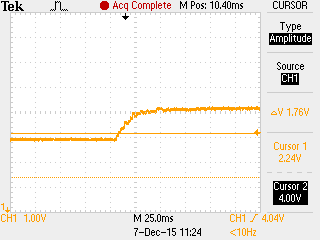 Tek Acq Complete M Pos: 10.40ms CURSOR
Type
Amplitude
Source
CH1
ΔV 1.76V
Cursor 1
2.24V
Cursor 2
4.00V
1
CH1 1.00V M 25.0ms CH1 4.04V
7-Dec-15 11:24 <10Hz